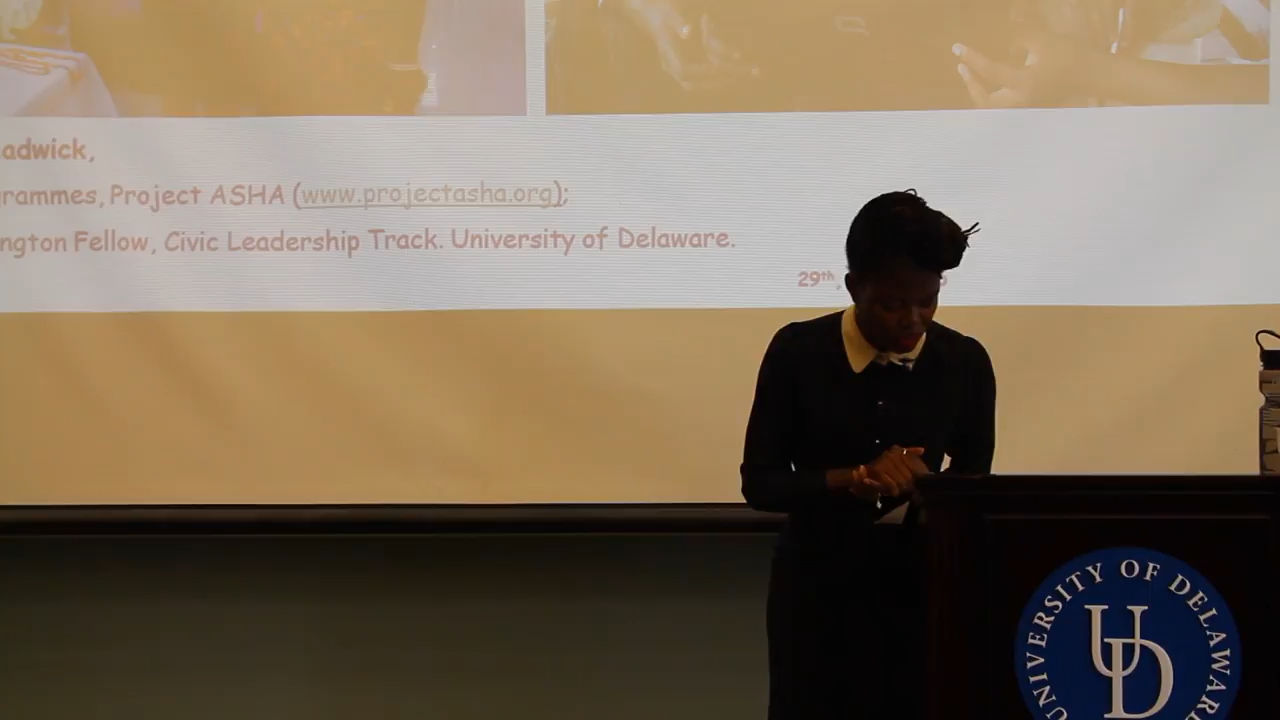 adwick,
grammes, Project ASHA (www.projectasha.org);
ngton Fellow, Civic Leadership Track. University of Delaware.
29th,
UNIVERSITY OF DELAWARE
UD